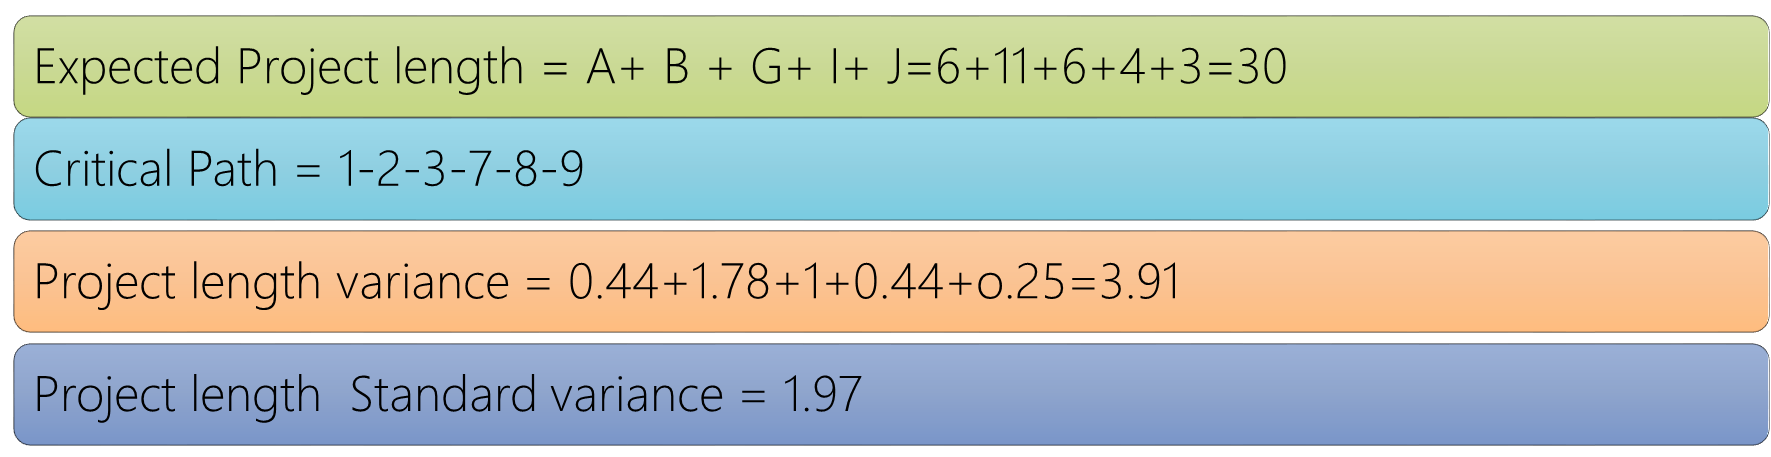 Expected Project length = A+ B + G+ I+ J=6+11+6+4+3=30
Critical Path = 1-2-3-7-8-9
Project length variance = 0.44+1.78+1+0.44+o.25=3.91
Project length  Standard variance = 1.97